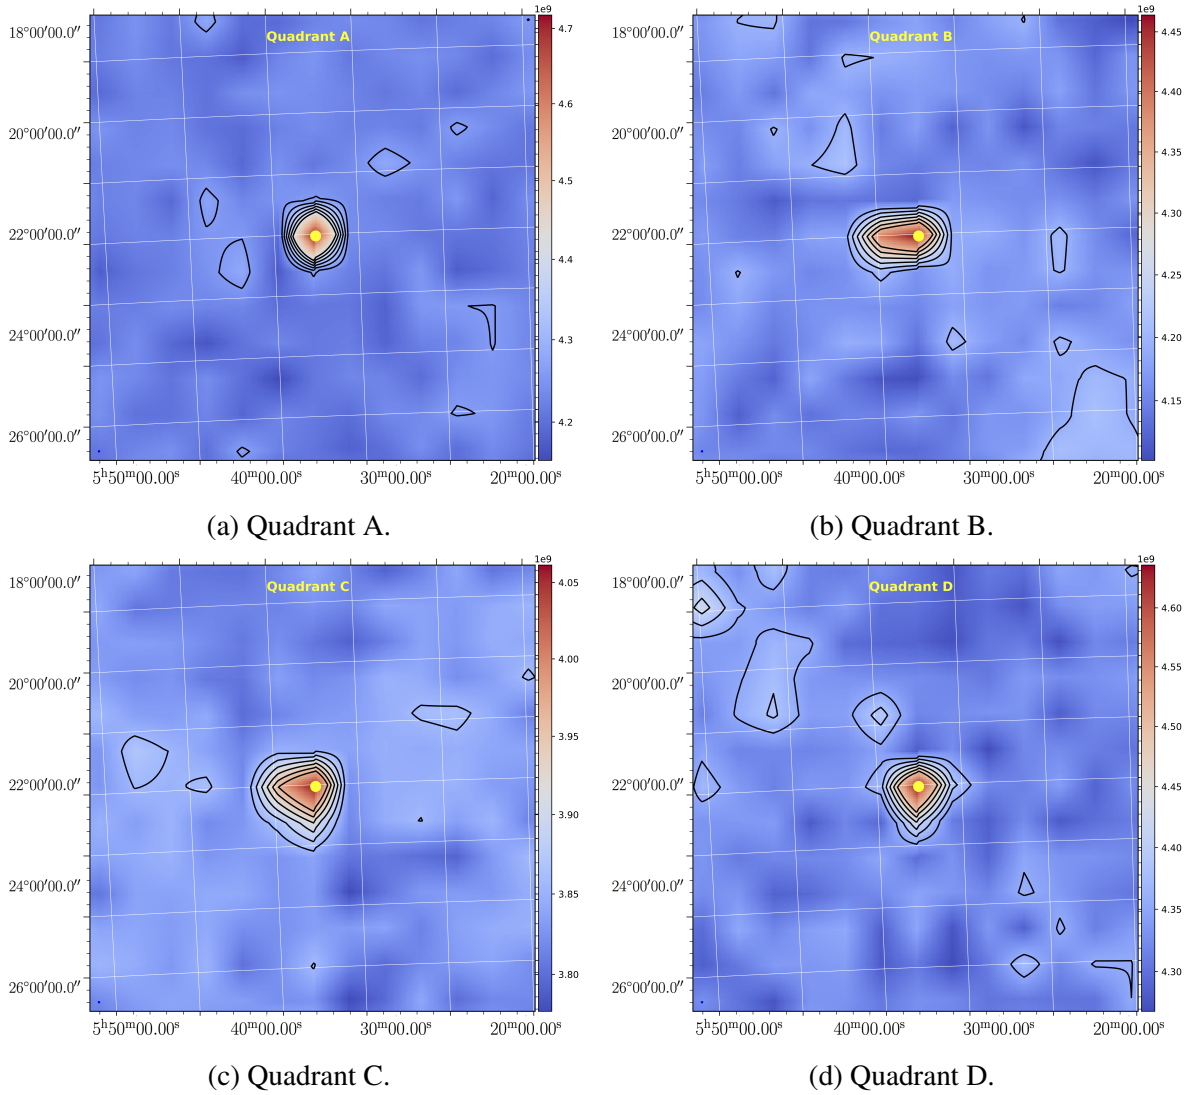 1e9
1e9
Quadrant A
Quadrant B
18°00′00.0″
20°00′00.0″
22°00′00.0″
24°00′00.0″
26°00′00.0″
4.7
4.6
4.5
4.4
4.3
4.2
18°00′00.0″
20°00′00.0″
22°00′00.0″
24°00′00.0″
26°00′00.0″
4.45
4.40
4.35
4.30
4.25
4.20
4.15
5ʰ50ᵐ00.00ˢ 40ᵐ00.00ˢ 30ᵐ00.00ˢ 20ᵐ00.00ˢ
5ʰ50ᵐ00.00ˢ 40ᵐ00.00ˢ 30ᵐ00.00ˢ 20ᵐ00.00ˢ
(a) Quadrant A.
(b) Quadrant B.
1e9
1e9
Quadrant C
Quadrant D
18°00′00.0″
20°00′00.0″
22°00′00.0″
24°00′00.0″
26°00′00.0″
4.05
4.00
3.95
3.90
3.85
3.80
18°00′00.0″
20°00′00.0″
22°00′00.0″
24°00′00.0″
26°00′00.0″
4.60
4.55
4.50
4.45
4.40
4.35
4.30
5ʰ50ᵐ00.00ˢ 40ᵐ00.00ˢ 30ᵐ00.00ˢ 20ᵐ00.00ˢ
5ʰ50ᵐ00.00ˢ 40ᵐ00.00ˢ 30ᵐ00.00ˢ 20ᵐ00.00ˢ
(c) Quadrant C.
(d) Quadrant D.